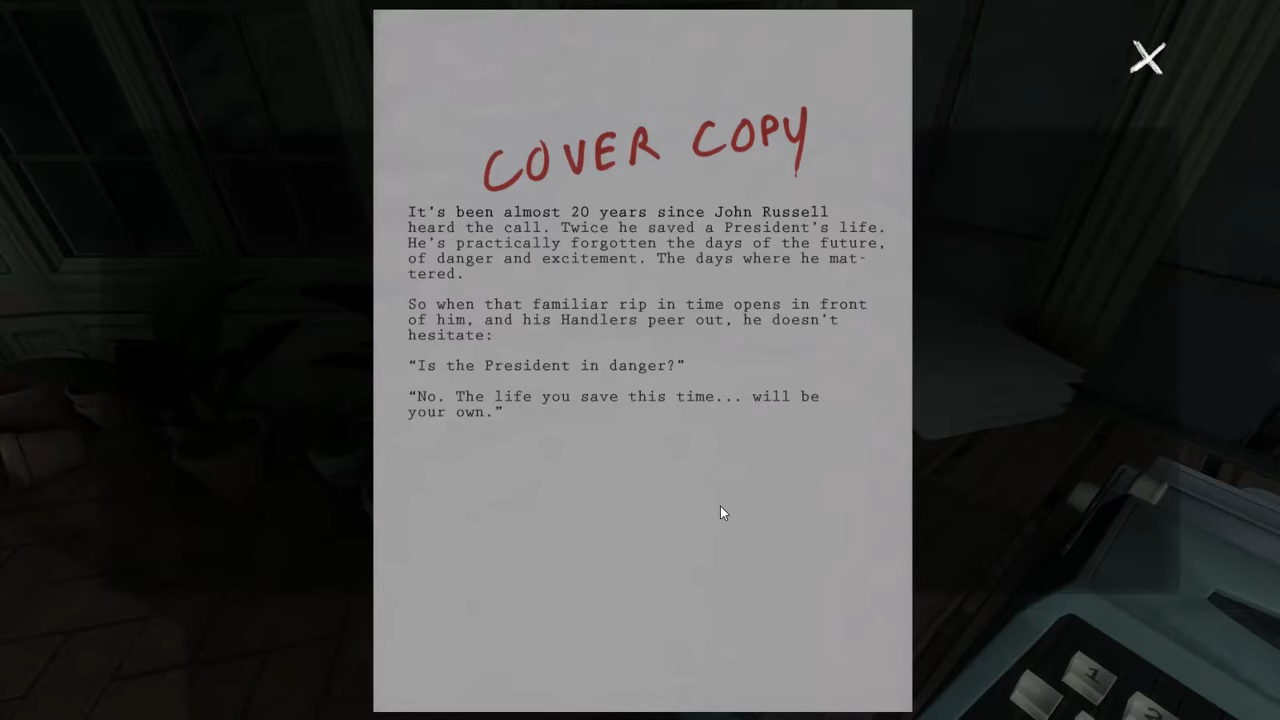 COVER COPY
It's been almost 20 years since John Russell
heard the call. Twice he saved a President's life.
He's practically forgotten the days of the future,
of danger and excitement. The days where he mat-
tered.
So when that familiar rip in time opens in front
of him, and his Handlers peer out, he doesn't
hesitate:
“Is the President in danger?”
“No. The life you save this time... will be
your own.”
1